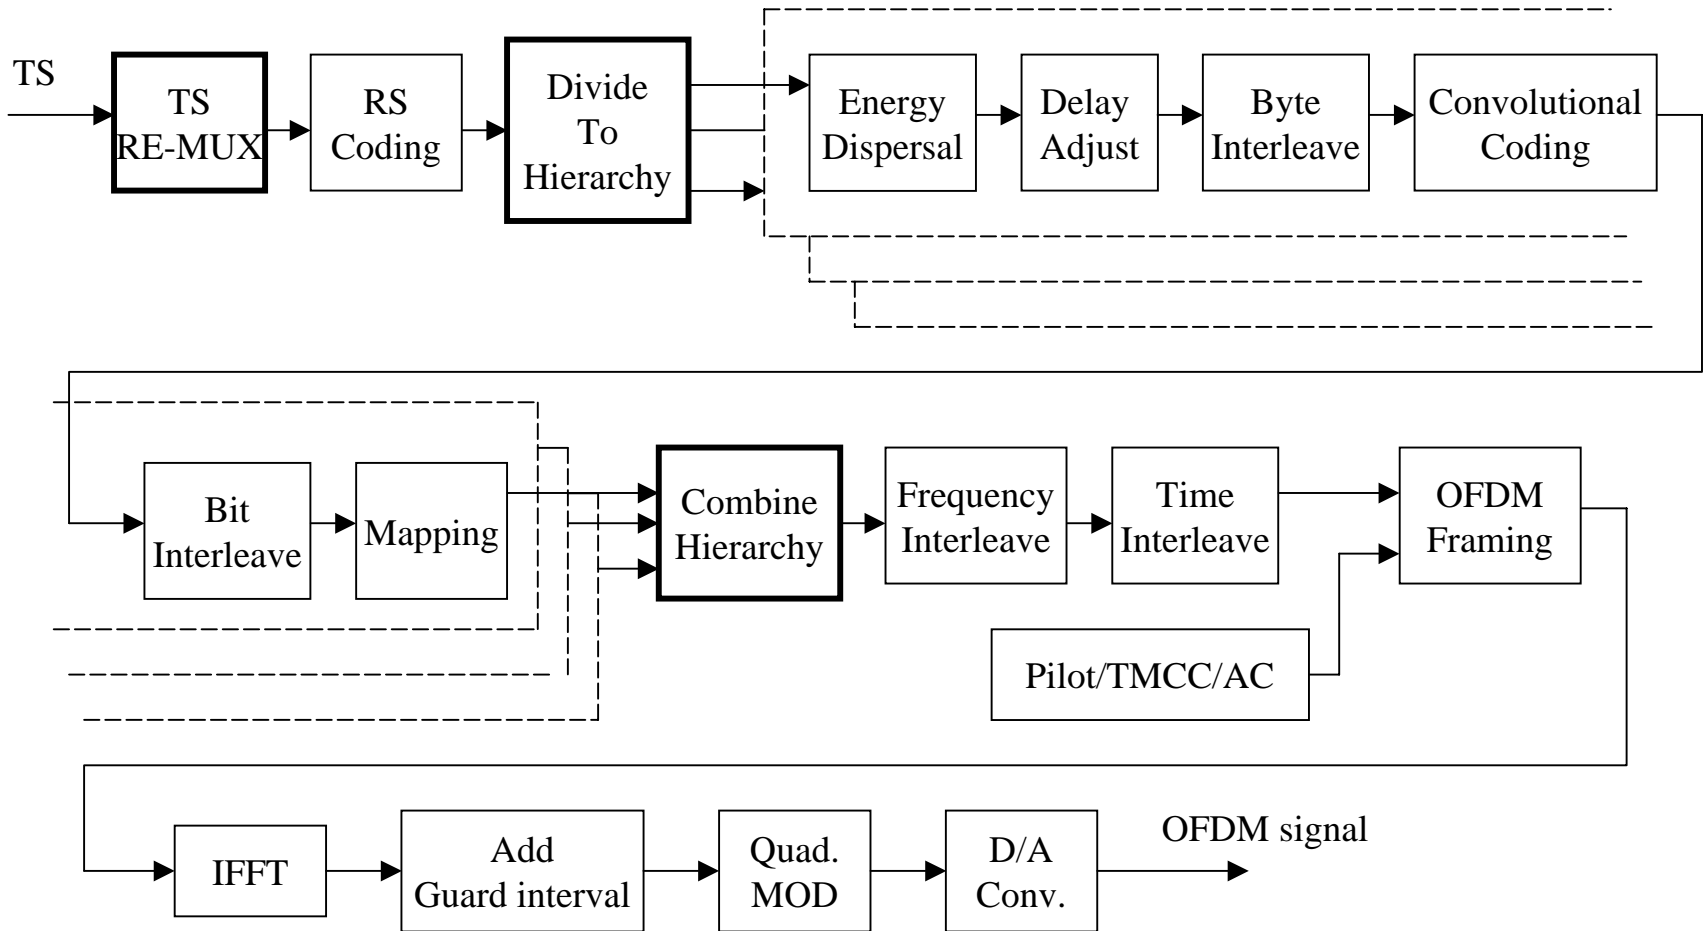 TS
TS
RE-MUX
RS
Coding
Divide
To
Hierarchy
Energy
Dispersal
Delay
Adjust
Byte
Interleave
Convolutional
Coding
Bit
Interleave
Mapping
Combine
Hierarchy
Frequency
Interleave
Time
Interleave
OFDM
Framing
Pilot/TMCC/AC
IFFT
Add
Guard interval
Quad.
MOD
D/A
Conv.
OFDM signal